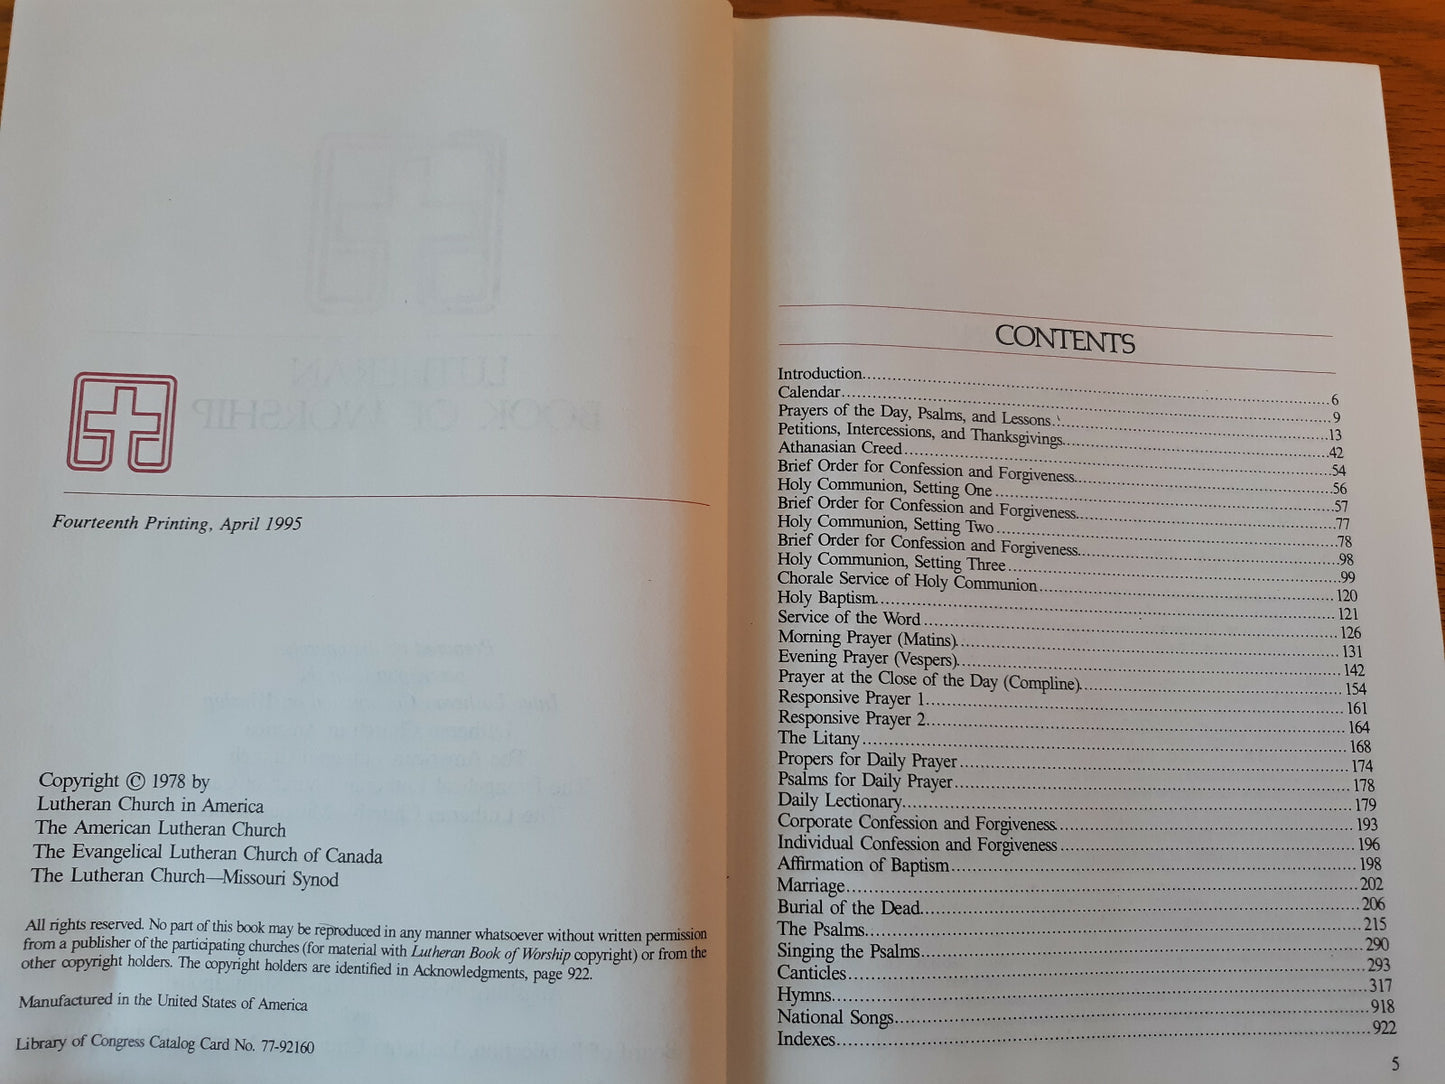 Fourteenth Printing, April 1995
Copyright © 1978 by
Lutheran Church in America
The American Lutheran Church
The Evangelical Lutheran Church of Canada
The Lutheran Church—Missouri Synod
All rights reserved. No part of this book may be reproduced in any manner whatsoever without written permission
from a publisher of the participating churches (for material with Lutheran Book of Worship copyright) or from the
other copyright holders. The copyright holders are identified in Acknowledgments, page 922.
Manufactured in the United States of America
Library of Congress Catalog Card No. 77-92160
CONTENTS
Introduction 6
Calendar 9
Prayers of the Day, Psalms, and Lessons 13
Petitions, Intercessions, and Thanksgivings 42
Athanasian Creed 54
Brief Order for Confession and Forgiveness 56
Holy Communion, Setting One 57
Brief Order for Confession and Forgiveness 77
Holy Communion, Setting Two 78
Brief Order for Confession and Forgiveness 98
Holy Communion, Setting Three 99
Chorale Service of Holy Communion 120
Holy Baptism 121
Service of the Word 126
Morning Prayer (Matins) 131
Evening Prayer (Vespers) 142
Prayer at the Close of the Day (Compline) 154
Responsive Prayer 1 161
Responsive Prayer 2 164
The Litany 168
Propers for Daily Prayer 174
Psalms for Daily Prayer 178
Daily Lectionary 179
Corporate Confession and Forgiveness 193
Individual Confession and Forgiveness 196
Affirmation of Baptism 198
Marriage 202
Burial of the Dead 206
The Psalms 215
Singing the Psalms 290
Canticles 293
Hymns 317
National Songs 918
Indexes 922
5